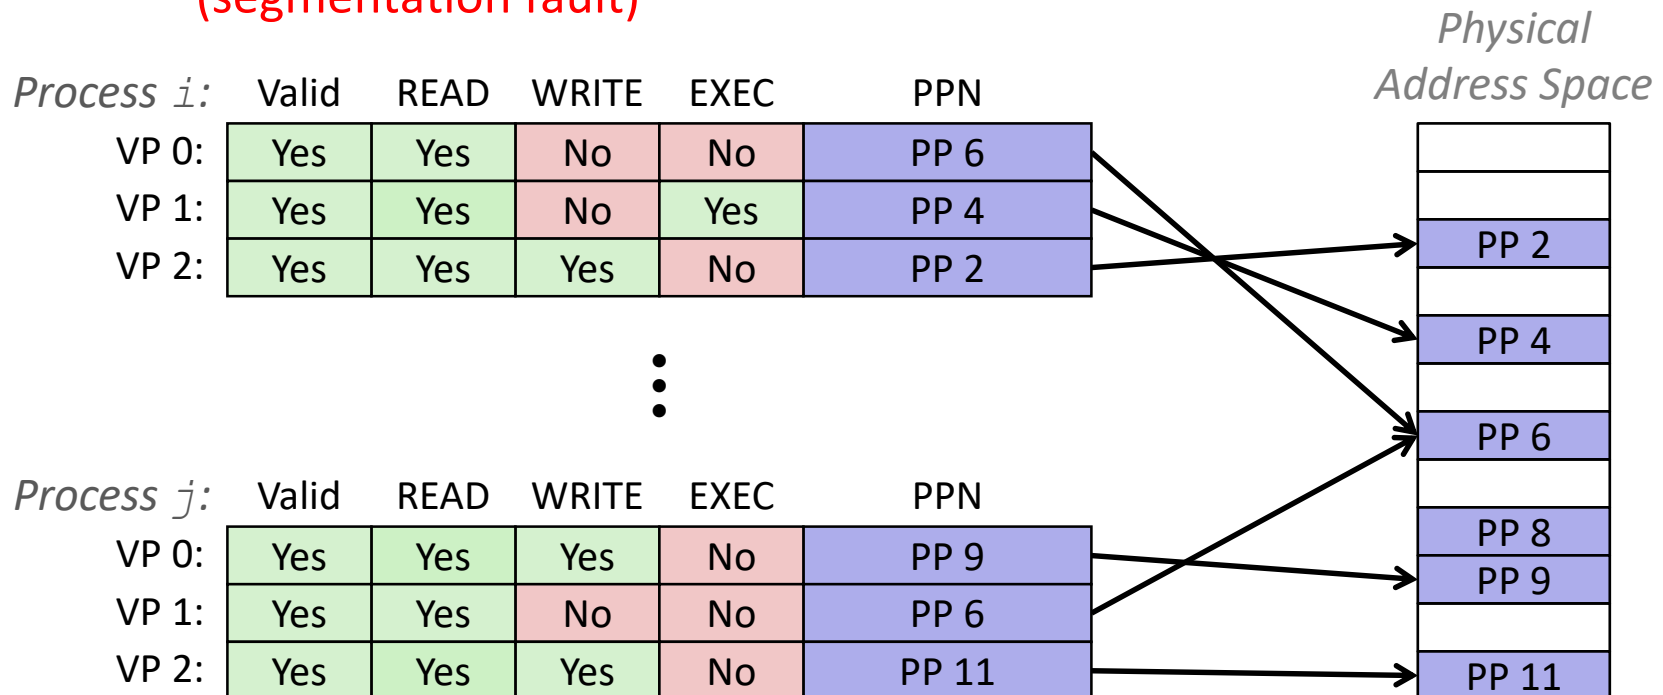 (segmentation fault)
Physical
Address Space
Process i: Valid READ WRITE EXEC PPN
VP 0: Yes Yes No No PP 6
VP 1: Yes Yes No Yes PP 4
VP 2: Yes Yes Yes No PP 2
PP 2
PP 4
PP 6
PP 8
PP 9
PP 11
Process j: Valid READ WRITE EXEC PPN
VP 0: Yes Yes Yes No PP 9
VP 1: Yes Yes No No PP 6
VP 2: Yes Yes Yes No PP 11